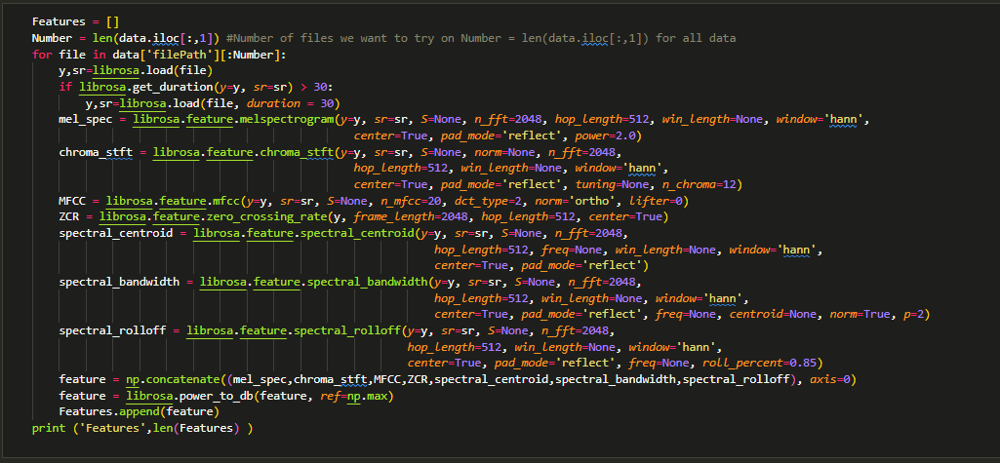 Features = []
Number = len(data.iloc[:,1]) #Number of files we want to try on Number = len(data.iloc[:,1]) for all data
for file in data['filePath'][:Number]:
    y,sr=librosa.load(file)
    if librosa.get_duration(y=y, sr=sr) > 30:
        y,sr=librosa.load(file, duration = 30)
    mel_spec = librosa.feature.melspectrogram(y=y, sr=sr, S=None, n_fft=2048, hop_length=512, win_length=None, window='hann',
                                              center=True, pad_mode='reflect', power=2.0)
    chroma_stft = librosa.feature.chroma_stft(y=y, sr=sr, S=None, norm=None, n_fft=2048,
                                              hop_length=512, win_length=None, window='hann',
                                              center=True, pad_mode='reflect', tuning=None, n_chroma=12)
    MFCC = librosa.feature.mfcc(y=y, sr=sr, S=None, n_mfcc=20, dct_type=2, norm='ortho', lifter=0)
    ZCR = librosa.feature.zero_crossing_rate(y, frame_length=2048, hop_length=512, center=True)
    spectral_centroid = librosa.feature.spectral_centroid(y=y, sr=sr, S=None, n_fft=2048,
                                                          hop_length=512, freq=None, win_length=None, window='hann',
                                                          center=True, pad_mode='reflect')
    spectral_bandwidth = librosa.feature.spectral_bandwidth(y=y, sr=sr, S=None, n_fft=2048,
                                                          hop_length=512, win_length=None, window='hann',
                                                          center=True, pad_mode='reflect', freq=None, centroid=None, norm=True, p=2)
    spectral_rolloff = librosa.feature.spectral_rolloff(y=y, sr=sr, S=None, n_fft=2048,
                                                      hop_length=512, win_length=None, window='hann',
                                                      center=True, pad_mode='reflect', freq=None, roll_percent=0.85)
    feature = np.concatenate((mel_spec,chroma_stft,MFCC,ZCR,spectral_centroid,spectral_bandwidth,spectral_rolloff), axis=0)
    feature = librosa.power_to_db(feature, ref=np.max)
    Features.append(feature)
print ('Features',len(Features) )